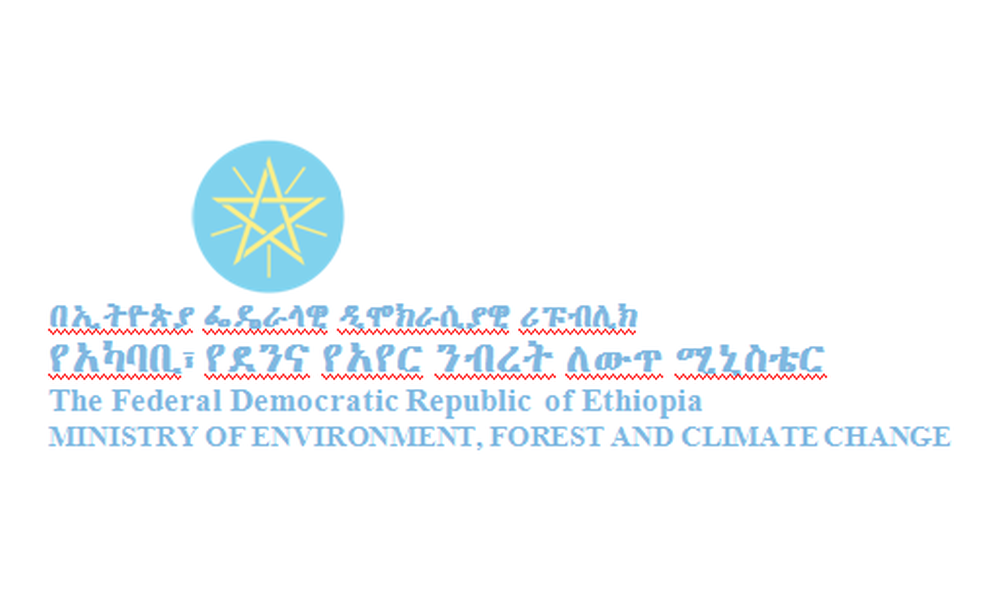 በኢትዮጵያ ፌዴራላዊ ዲሞክራሲያዊ ሪፑብሊክ
የአካባቢ፣ የደንና የአየር ንብረት ለውጥ ሚኒስቴር
The Federal Democratic Republic of Ethiopia
MINISTRY OF ENVIRONMENT, FOREST AND CLIMATE CHANGE